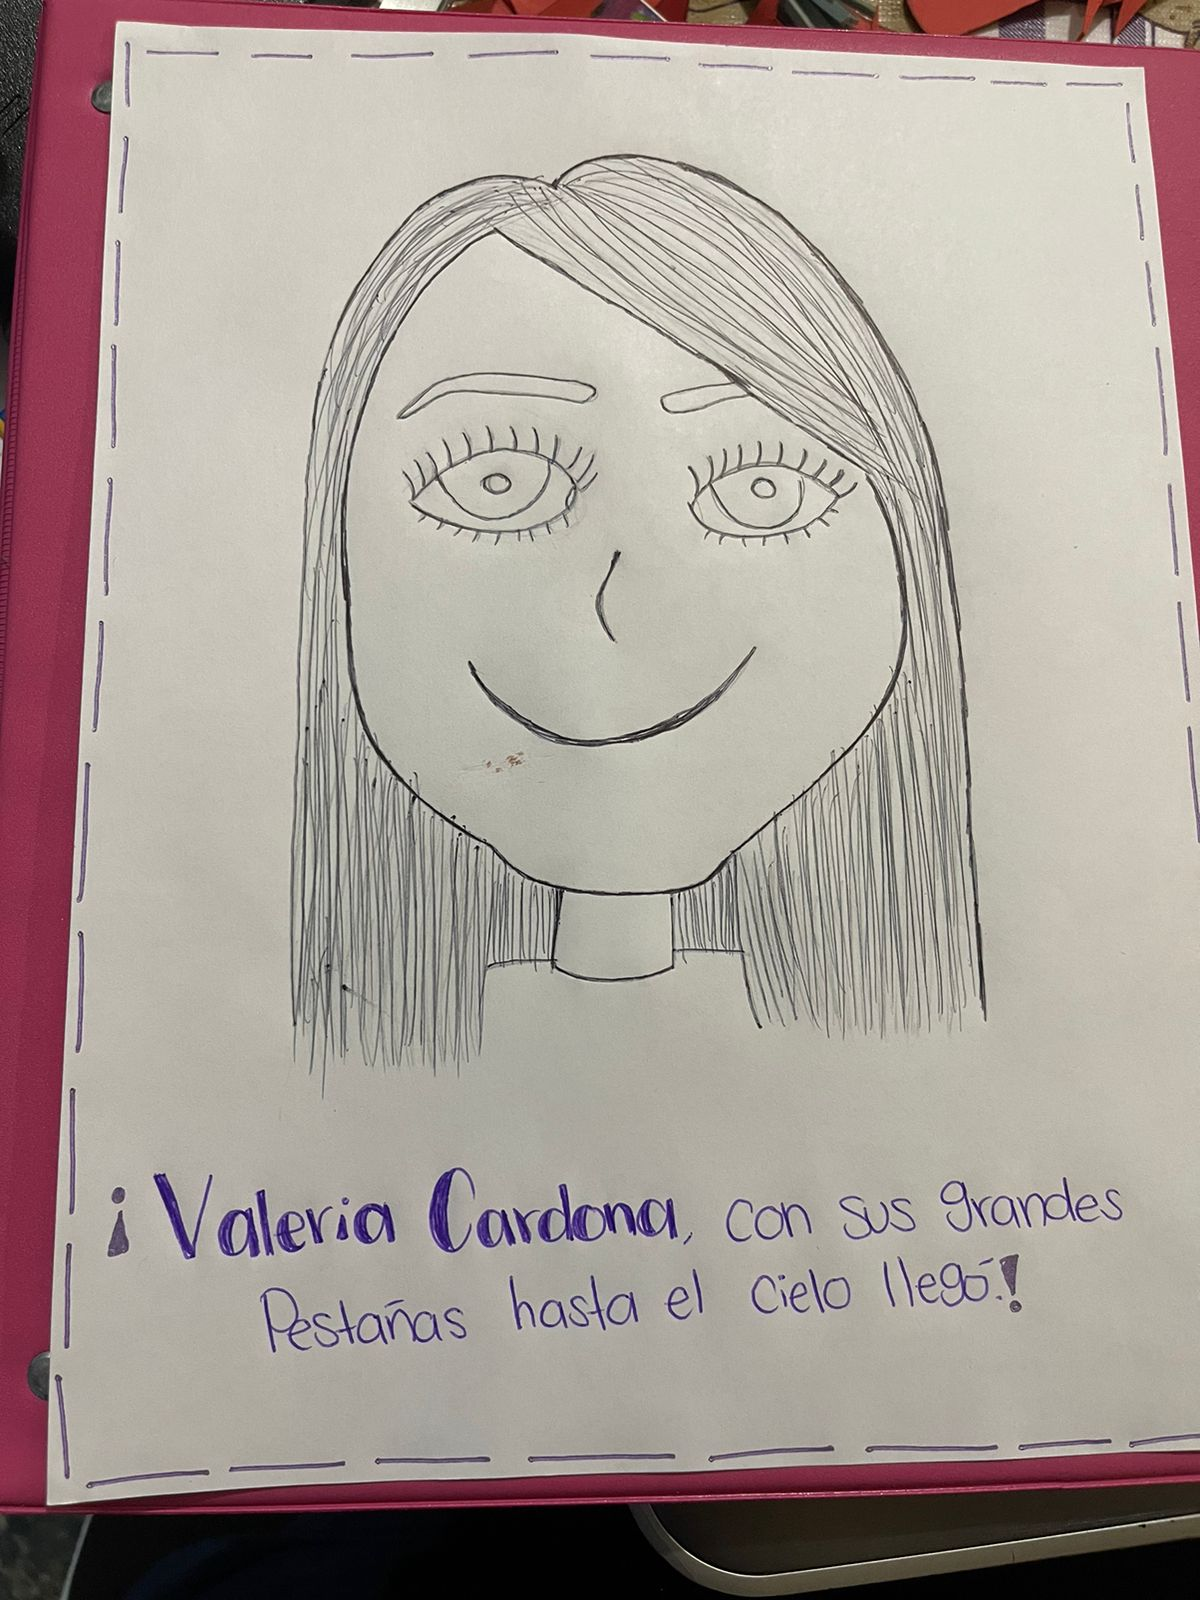 ¡Valeria Cardona, con sus grandes
Pestañas hasta el cielo llegó.!